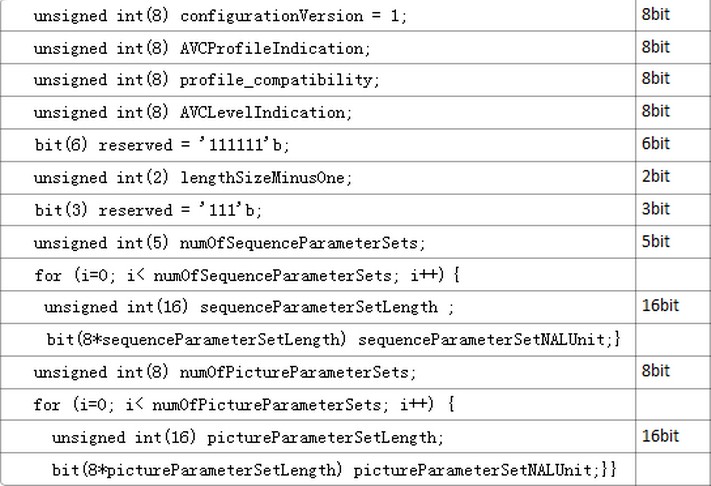 unsigned int(8) configurationVersion = 1; 8bit
unsigned int(8) AVCProfileIndication; 8bit
unsigned int(8) profile_compatibility; 8bit
unsigned int(8) AVCLevelIndication; 8bit
bit(6) reserved = '111111'b; 6bit
unsigned int(2) lengthSizeMinusOne; 2bit
bit(3) reserved = '111'b; 3bit
unsigned int(5) numOfSequenceParameterSets; 5bit
for (i=0; i< numOfSequenceParameterSets; i++) {
unsigned int(16) sequenceParameterSetLength ; 16bit
bit(8*sequenceParameterSetLength) sequenceParameterSetNALUnit;}
unsigned int(8) numOfPictureParameterSets; 8bit
for (i=0; i< numOfPictureParameterSets; i++) {
unsigned int(16) pictureParameterSetLength; 16bit
bit(8*pictureParameterSetLength) pictureParameterSetNALUnit;}}